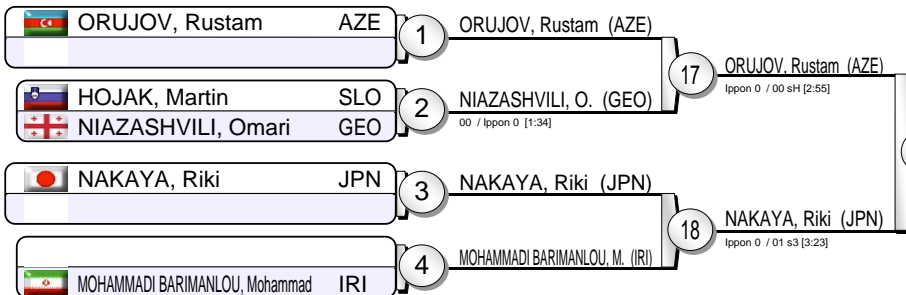 ORUJOV, Rustam AZE
1
ORUJOV, Rustam (AZE)
17
ORUJOV, Rustam (AZE)
Ippon 0 / 00 sH [2:55]
HOJAK, Martin SLO
NIAZASHVILI, Omari GEO
2
NIAZASHVILI, O. (GEO)
00 / Ippon 0 [1:34]
NAKAYA, Riki JPN
3
NAKAYA, Riki (JPN)
18
NAKAYA, Riki (JPN)
Ippon 0 / 01 s3 [3:23]
MOHAMMADI BARIMANLOU, Mohammad IRI
4
MOHAMMADI BARIMANLOU, M. (IRI)